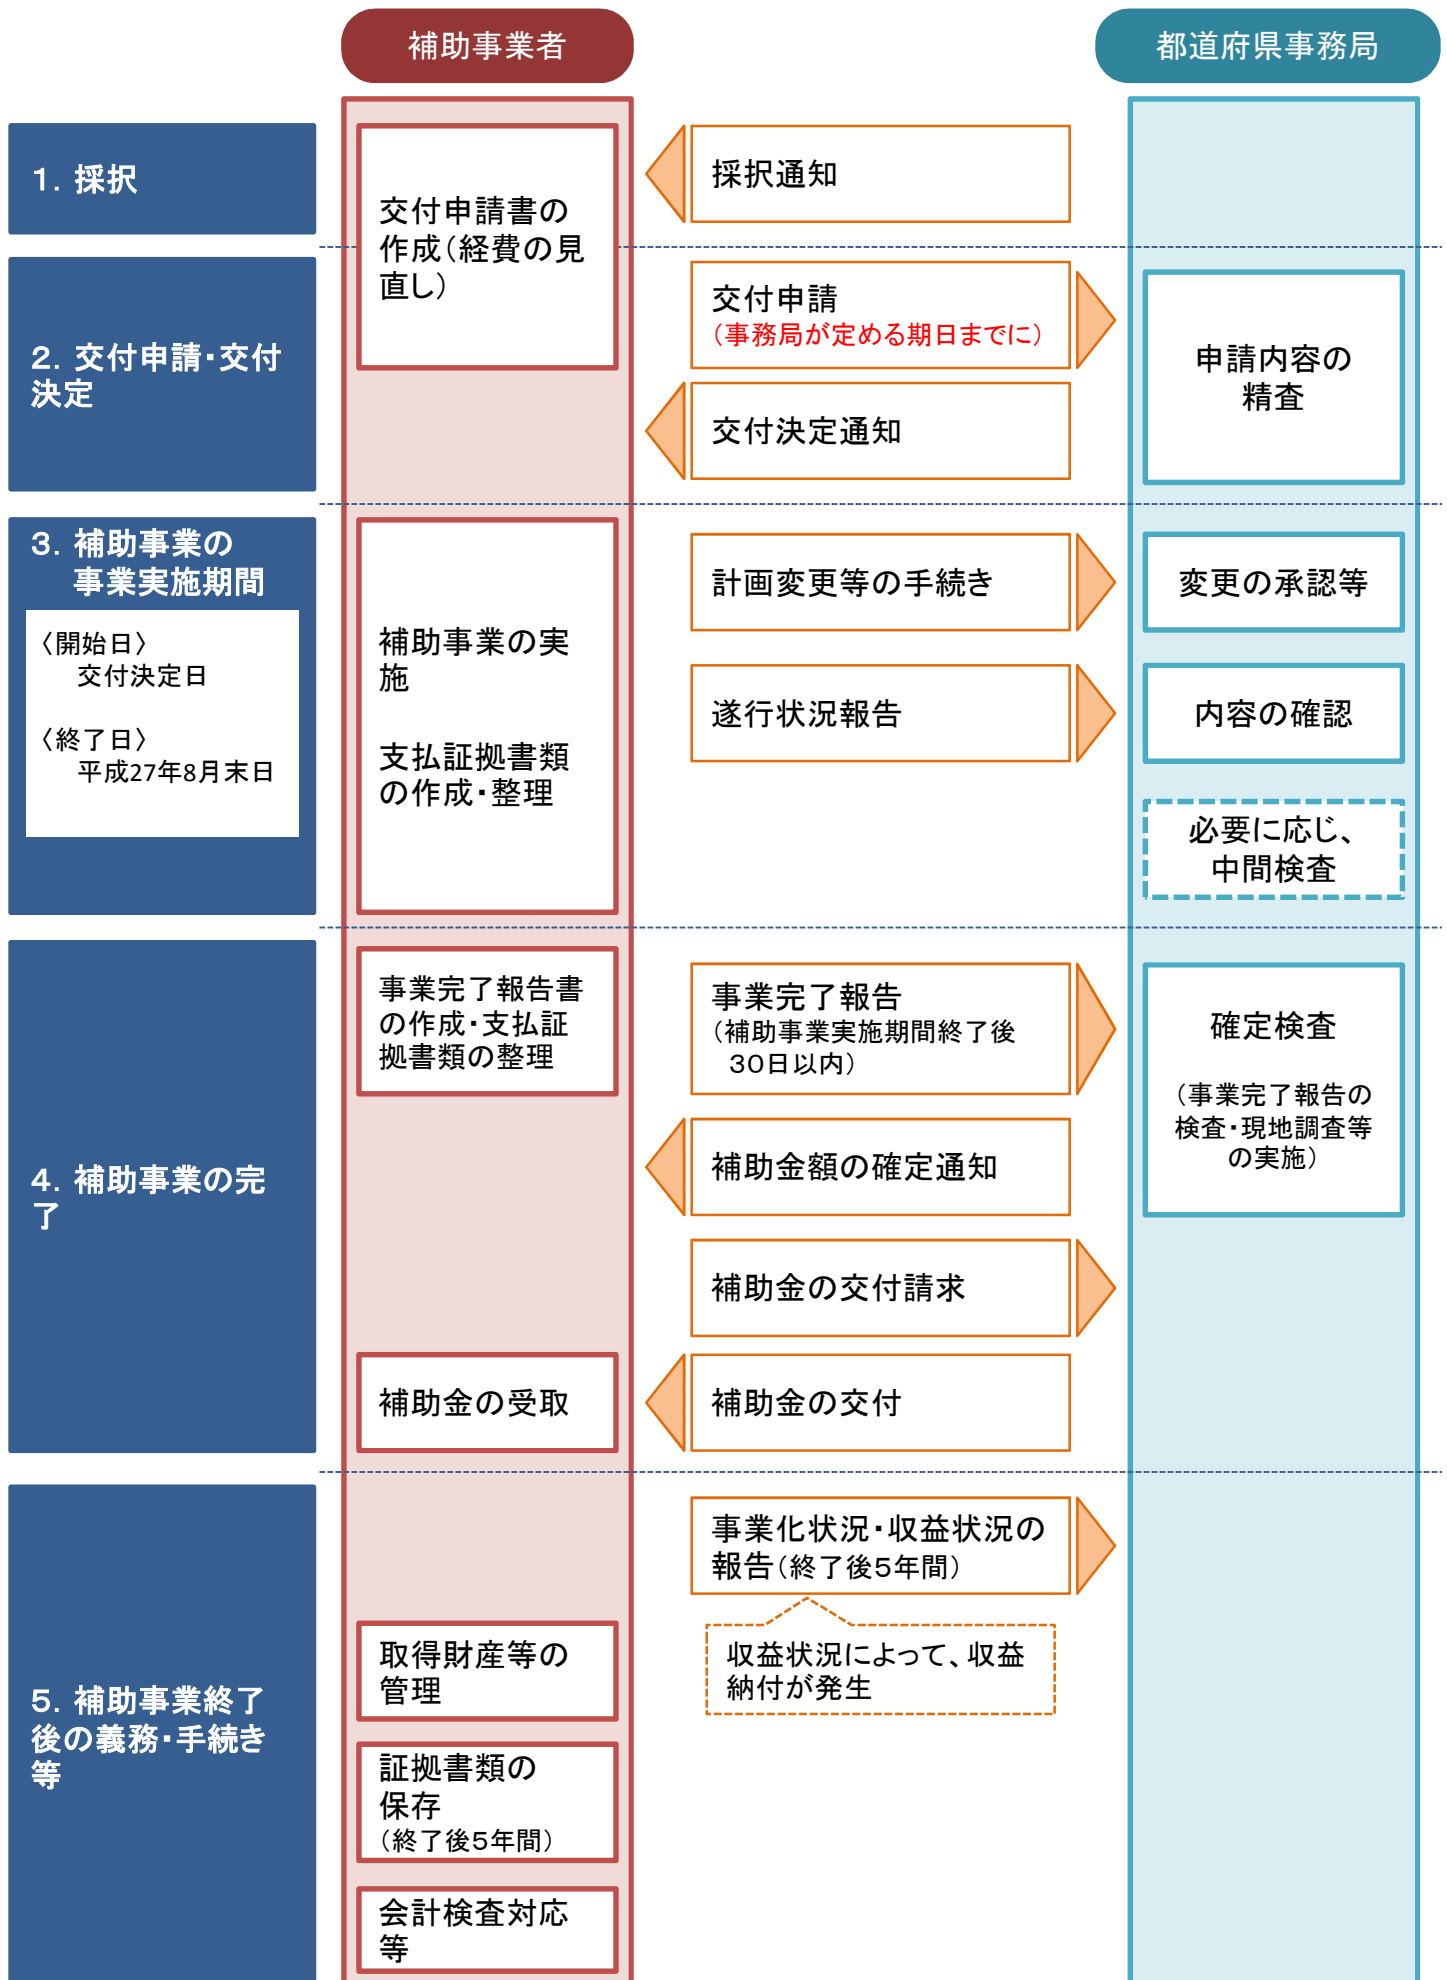 補助事業者
都道府県事務局
1. 採択
交付申請書の
作成（経費の見
直し）
採択通知
2. 交付申請・交付
決定
交付申請
（事務局が定める期日までに）
交付決定通知
申請内容の
精査
3. 補助事業の
事業実施期間
〈開始日〉
交付決定日
〈終了日〉
平成27年8月末日
補助事業の実
施
支払証拠書類
の作成・整理
計画変更等の手続き
変更の承認等
遂行状況報告
内容の確認
必要に応じ、
中間検査
4. 補助事業の完
了
事業完了報告書
の作成・支払証
拠書類の整理
事業完了報告
（補助事業実施期間終了後
30日以内）
確定検査
（事業完了報告の
検査・現地調査等
の実施）
補助金額の確定通知
補助金の交付請求
補助金の受取
補助金の交付
5. 補助事業終了
後の義務・手続き
等
事業化状況・収益状況の
報告（終了後5年間）
収益状況によって、収益
納付が発生
取得財産等の
管理
証拠書類の
保存
（終了後5年間）
会計検査対応
等